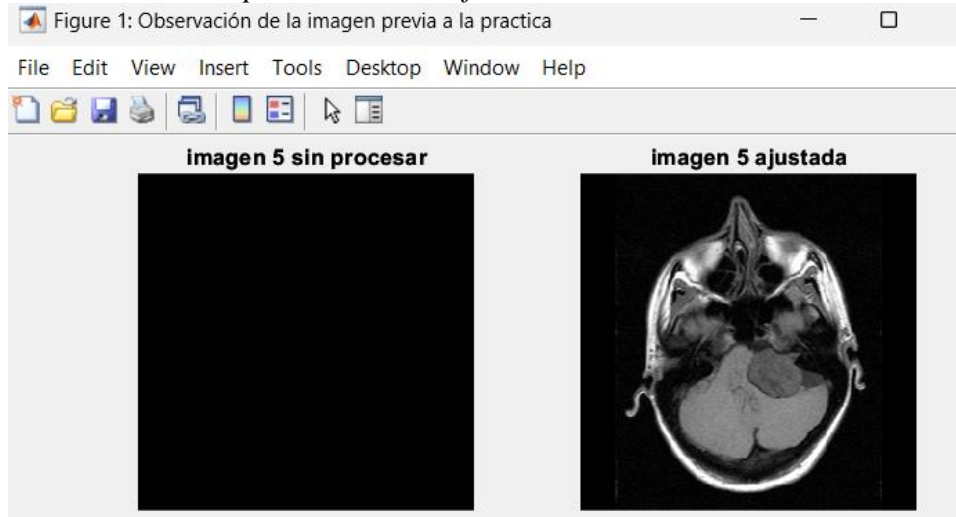 Figure 1: Observación de la imagen previa a la practica
File Edit View Insert Tools Desktop Window Help
imagen 5 sin procesar
imagen 5 ajustada